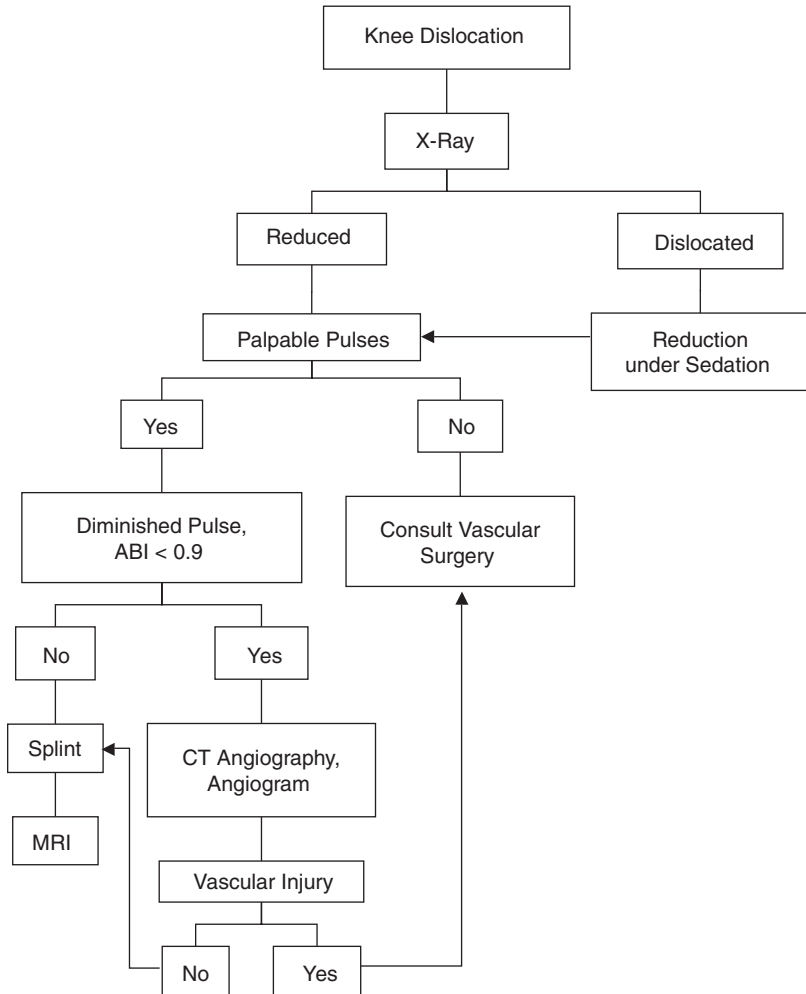 Knee Dislocation
X-Ray
Reduced
Dislocated
Palpable Pulses
Reduction
under Sedation
Yes
No
Diminished Pulse,
ABI < 0.9
Consult Vascular
Surgery
No
Yes
Splint
CT Angiography,
Angiogram
MRI
Vascular Injury
No
Yes